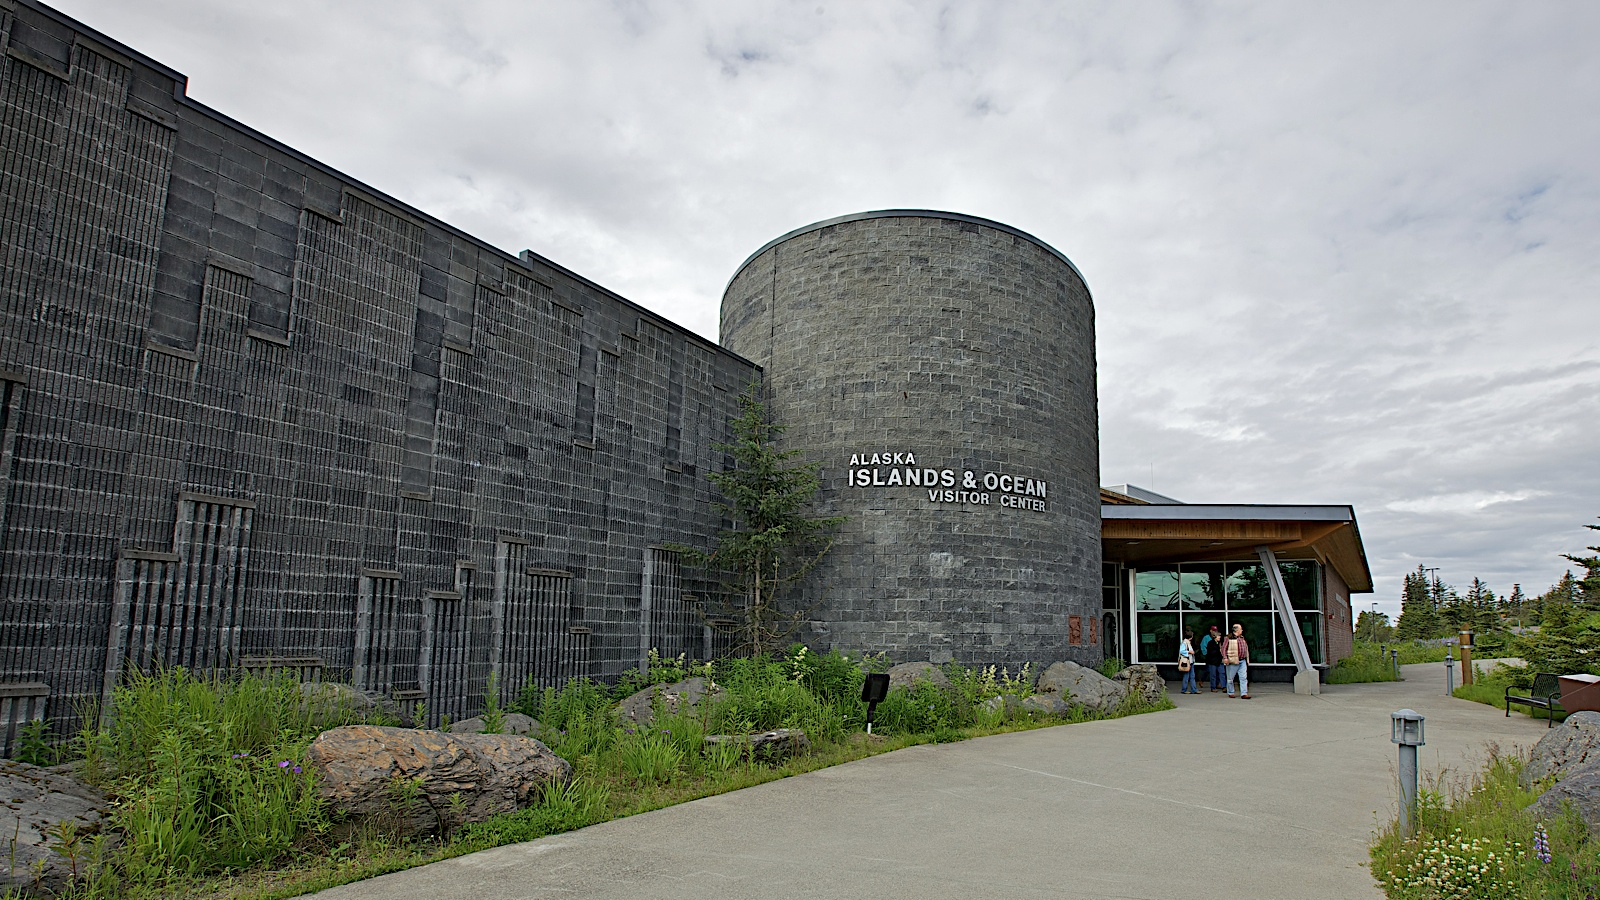 ALASKA
ISLANDS & OCEAN
VISITOR CENTER